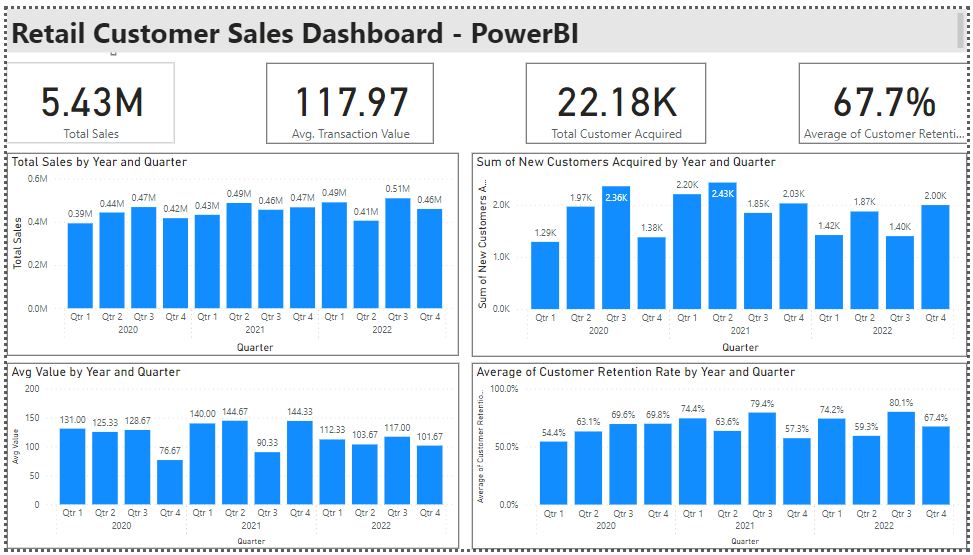 Retail Customer Sales Dashboard - PowerBI
5.43M
Total Sales
117.97
Avg. Transaction Value
22.18K
Total Customer Acquired
67.7%
Average of Customer Retenti...
Total Sales by Year and Quarter
Total Sales
0.6M
0.4M
0.2M
0.0M
0.39M 0.44M 0.47M 0.42M 0.43M 0.49M 0.46M 0.47M 0.49M 0.41M 0.51M 0.46M
Qtr 1 Qtr 2 Qtr 3 Qtr 4 Qtr 1 Qtr 2 Qtr 3 Qtr 4 Qtr 1 Qtr 2 Qtr 3 Qtr 4
2020 2021 2022
Quarter
Sum of New Customers Acquired by Year and Quarter
Sum of New Customers A...
2.0K
1.0K
0.0K
1.29K 1.97K 2.36K 1.38K 2.20K 2.43K 1.85K 2.03K 1.42K 1.87K 1.40K 2.00K
Qtr 1 Qtr 2 Qtr 3 Qtr 4 Qtr 1 Qtr 2 Qtr 3 Qtr 4 Qtr 1 Qtr 2 Qtr 3 Qtr 4
2020 2021 2022
Quarter
Avg Value by Year and Quarter
Avg Value
200
150
100
50
0
131.00 125.33 128.67 76.67 140.00 144.67 90.33 144.33 112.33 103.67 117.00 101.67
Qtr 1 Qtr 2 Qtr 3 Qtr 4 Qtr 1 Qtr 2 Qtr 3 Qtr 4 Qtr 1 Qtr 2 Qtr 3 Qtr 4
2020 2021 2022
Quarter
Average of Customer Retention Rate by Year and Quarter
Average of Customer Retentio...
100.0%
50.0%
0.0%
54.4% 63.1% 69.6% 69.8% 74.4% 63.6% 79.4% 57.3% 74.2% 59.3% 80.1% 67.4%
Qtr 1 Qtr 2 Qtr 3 Qtr 4 Qtr 1 Qtr 2 Qtr 3 Qtr 4 Qtr 1 Qtr 2 Qtr 3 Qtr 4
2020 2021 2022
Quarter